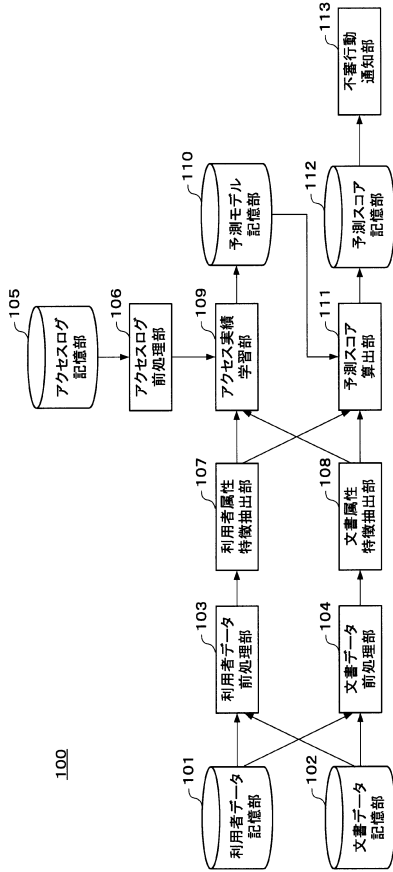 100
101
利用者データ
記憶部
102
文書データ
記憶部
103
利用者データ
前処理部
104
文書データ
前処理部
105
アクセスログ
記憶部
106
アクセスログ
前処理部
107
利用者属性
特徴抽出部
108
文書属性
特徴抽出部
109
アクセス実績
学習部
110
予測モデル
記憶部
111
予測スコア
算出部
112
予測スコア
記憶部
113
不審行動
通知部